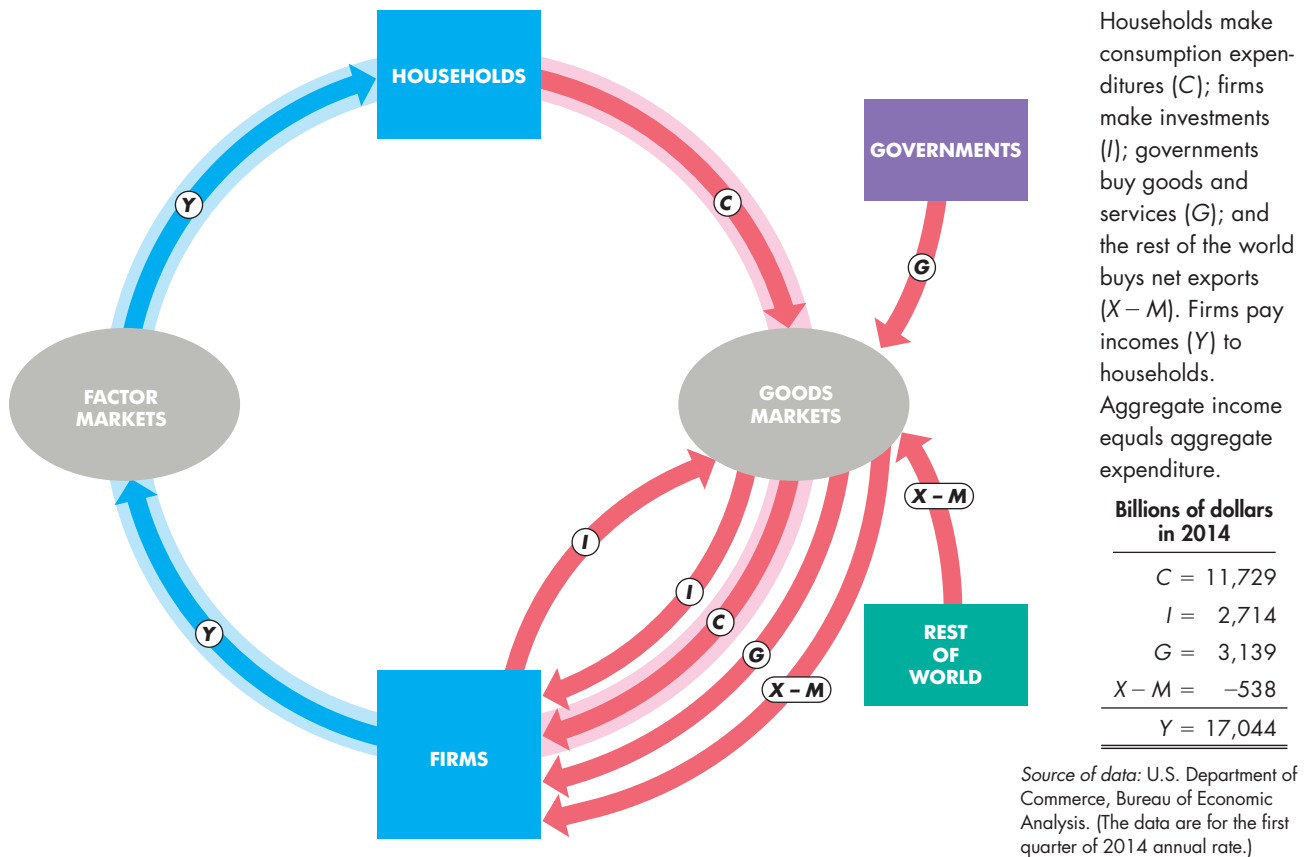 HOUSEHOLDS
GOVERNMENTS
Y
C
G
FACTOR
MARKETS
GOODS
MARKETS
X – M
I
I
C
G
X – M
Y
REST
OF
WORLD
FIRMS
Households make
consumption expen-
ditures (C); firms
make investments
(I); governments
buy goods and
services (G); and
the rest of the world
buys net exports
(X – M). Firms pay
incomes (Y) to
households.
Aggregate income
equals aggregate
expenditure.
Billions of dollars
in 2014
C = 11,729
I = 2,714
G = 3,139
X – M = –538
Y = 17,044
Source of data: U.S. Department of
Commerce, Bureau of Economic
Analysis. (The data are for the first
quarter of 2014 annual rate.)